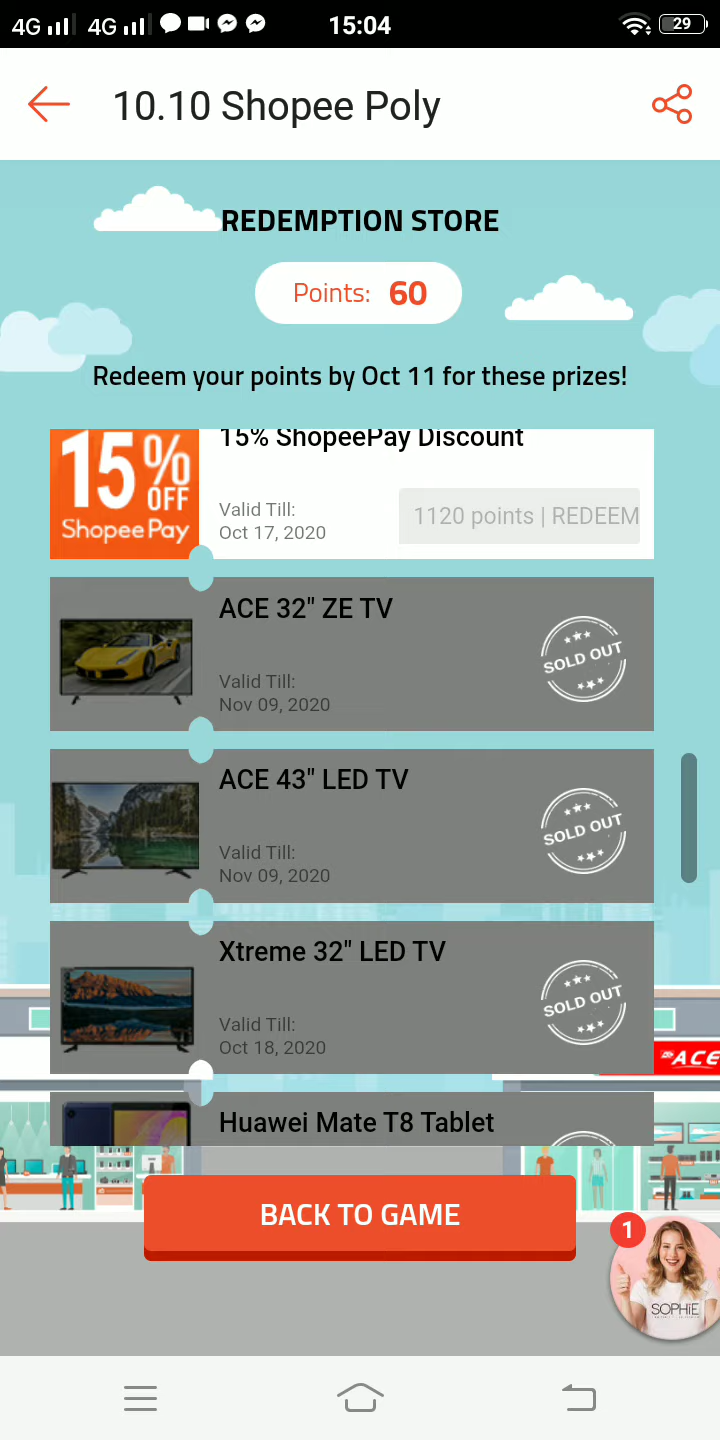 4G 4G 15:04 29
10.10 Shopee Poly
REDEMPTION STORE
Points: 60
Redeem your points by Oct 11 for these prizes!
15% OFF
ShopeePay
15% ShopeePay Discount
Valid Till:
Oct 17, 2020
1120 points | REDEEM
ACE 32" ZE TV
Valid Till:
Nov 09, 2020
SOLD OUT
ACE 43" LED TV
Valid Till:
Nov 09, 2020
SOLD OUT
Xtreme 32" LED TV
Valid Till:
Oct 18, 2020
SOLD OUT
ACE
Huawei Mate T8 Tablet
BACK TO GAME
1
SOPHiE